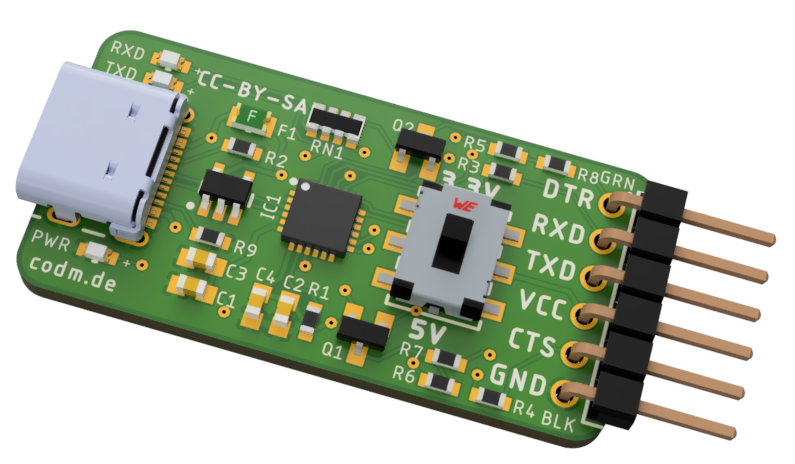 RXD
TXD
CC-BY-SA
F
F1
R2
RN1
Q2
R5
R3
R8
GRN
3.3V
DTR
RXD
TXD
VCC
CTS
GND
WE
IC1
PWR
codm.de
R9
C3
C1
C4
C2
R1
Q1
5V
R7
R6
R4
BLK